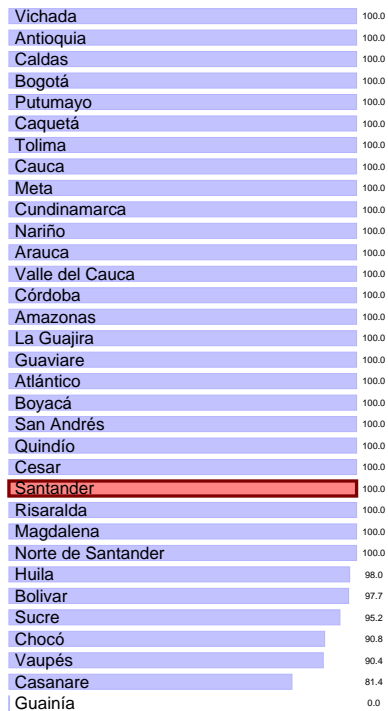 Vichada 100.0
Antioquia 100.0
Caldas 100.0
Bogotá 100.0
Putumayo 100.0
Caquetá 100.0
Tolima 100.0
Cauca 100.0
Meta 100.0
Cundinamarca 100.0
Nariño 100.0
Arauca 100.0
Valle del Cauca 100.0
Córdoba 100.0
Amazonas 100.0
La Guajira 100.0
Guaviare 100.0
Atlántico 100.0
Boyacá 100.0
San Andrés 100.0
Quindío 100.0
Cesar 100.0
Santander 100.0
Risaralda 100.0
Magdalena 100.0
Norte de Santander 100.0
Huila 98.0
Bolivar 97.7
Sucre 95.2
Chocó 90.8
Vaupés 90.4
Casanare 81.4
Guainía 0.0